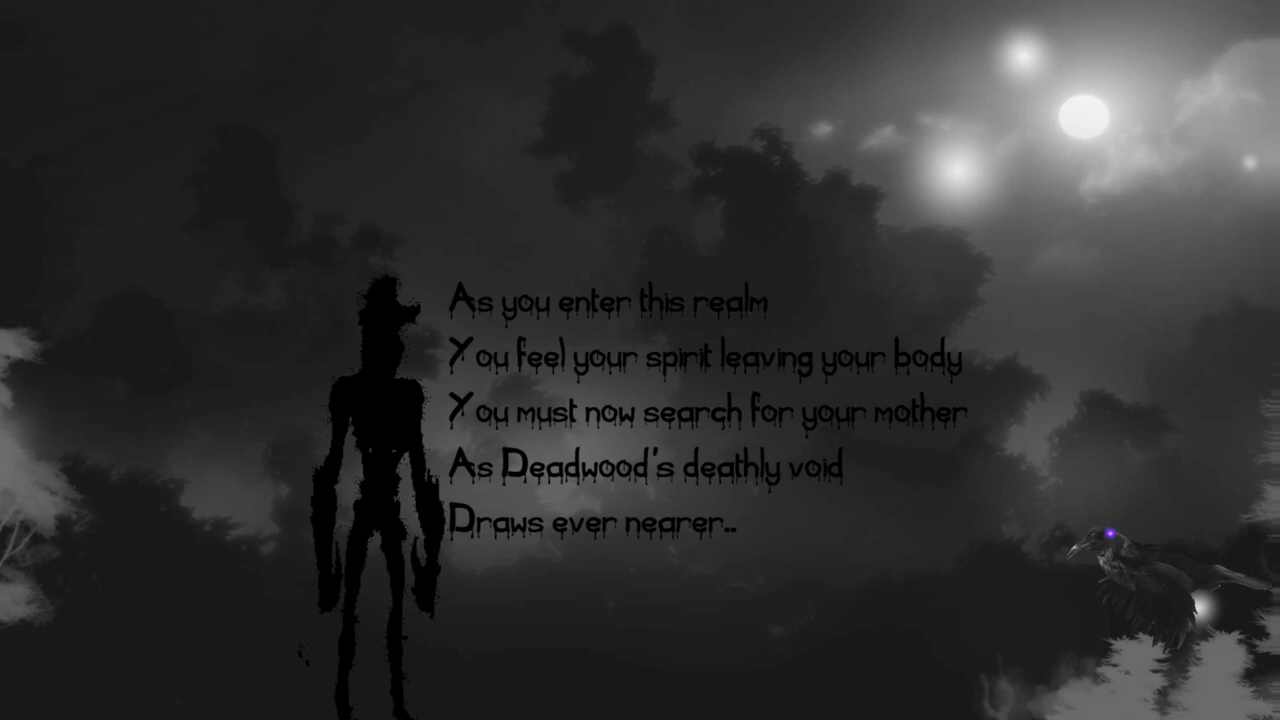 As you enter this realm
You feel your spirit leaving your body
You must now search for your mother
As Deadwood's deathly void
Draws ever nearer..